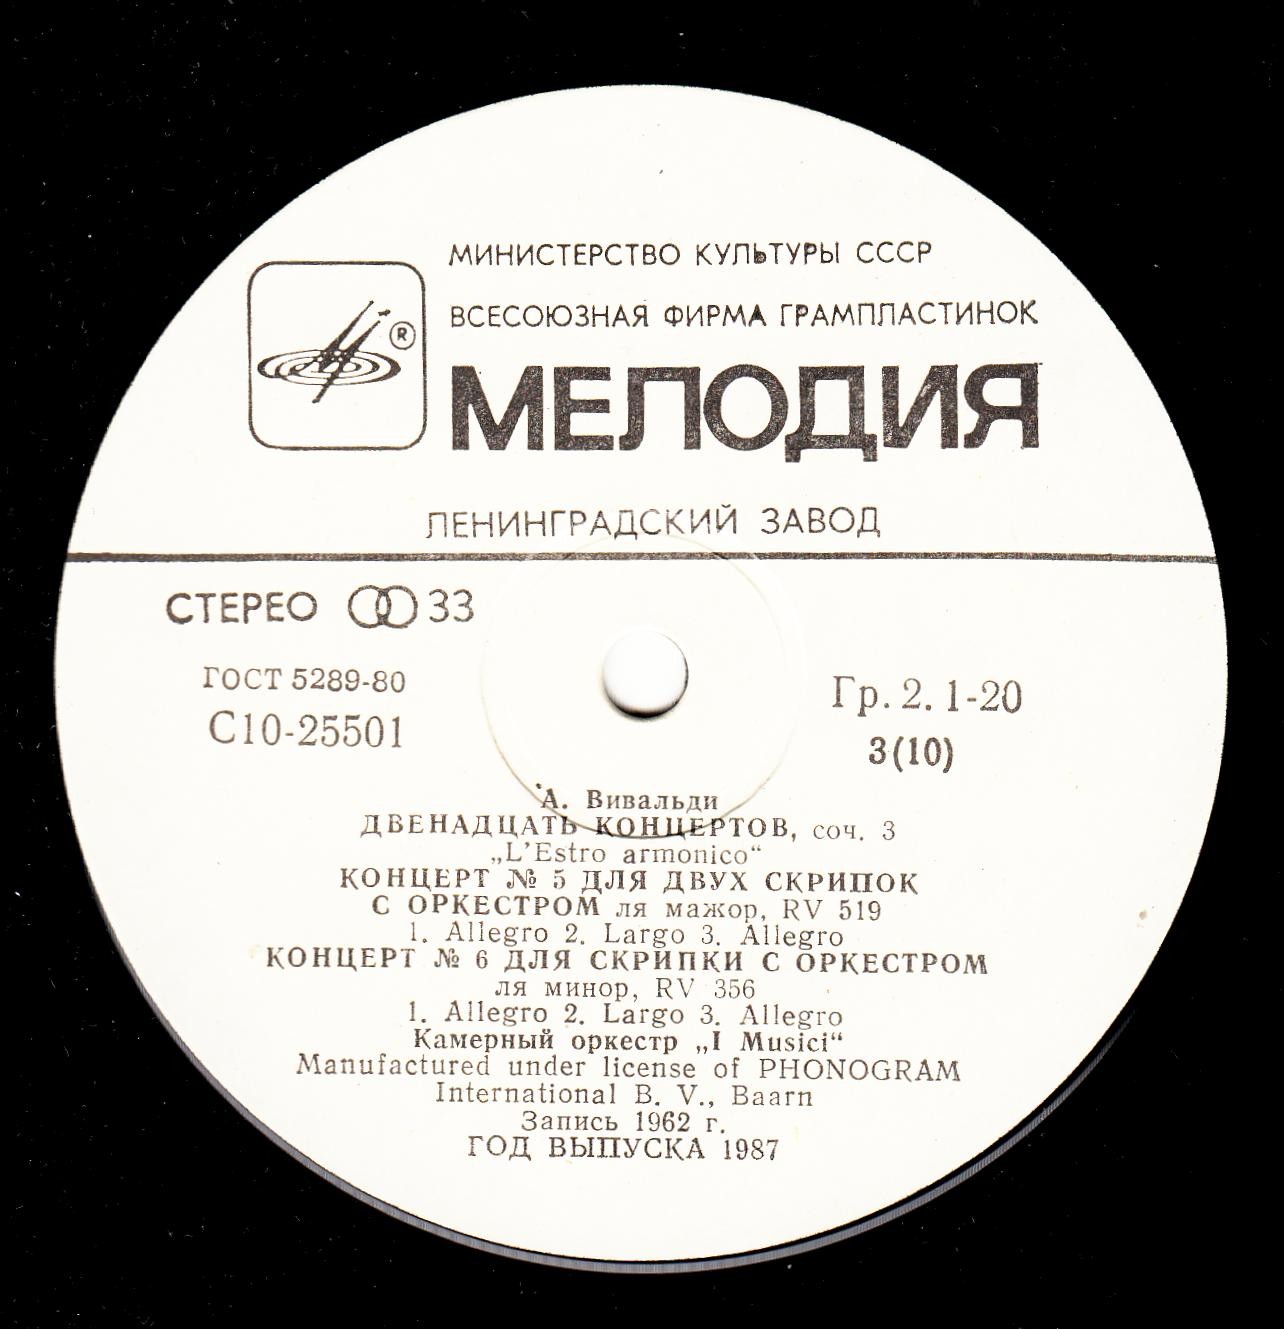 МИНИСТЕРСТВО КУЛЬТУРЫ СССР
ВСЕСОЮЗНАЯ ФИРМА ГРАМПЛАСТИНОК
®
МЕЛОДИЯ
ЛЕНИНГРАДСКИЙ ЗАВОД
СТЕРЕО 33
ГОСТ 5289-80
С10-25501
Гр. 2. 1-20
3(10)
А. Вивальди
ДВЕНАДЦАТЬ КОНЦЕРТОВ, соч. 3
„L'Estro armonico“
КОНЦЕРТ № 5 ДЛЯ ДВУХ СКРИПОК
С ОРКЕСТРОМ ля мажор, RV 519
1. Allegro 2. Largo 3. Allegro
КОНЦЕРТ № 6 ДЛЯ СКРИПКИ С ОРКЕСТРОМ
ля минор, RV 356
1. Allegro 2. Largo 3. Allegro
Камерный оркестр „I Musici“
Manufactured under license of PHONOGRAM
International B. V., Baarn
Запись 1962 г.
ГОД ВЫПУСКА 1987